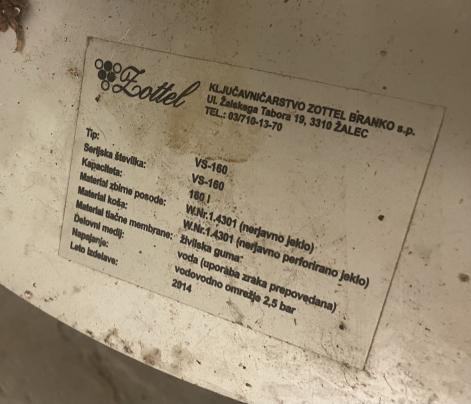 Zottel
KLJUČAVNIČARSTVO ZOTTEL BRANKO s.p.
Ul. Žalskega Tabora 19, 3310 ŽALEC
TEL.: 03/710-13-70
Tip: VS-160
Serijska številka: VS-160
Kapaciteta: 160 l
Material zbirne posode: W.Nr.1.4301 (nerjavno jeklo)
Material koša: W.Nr.1.4301 (nerjavno perforirano jeklo)
Material tlačne membrane: živilska guma
Delovni medij: voda (uporaba zraka prepovedana)
Napajanje: vodovodno omrežje 2,5 bar
Leto izdelave: 2014